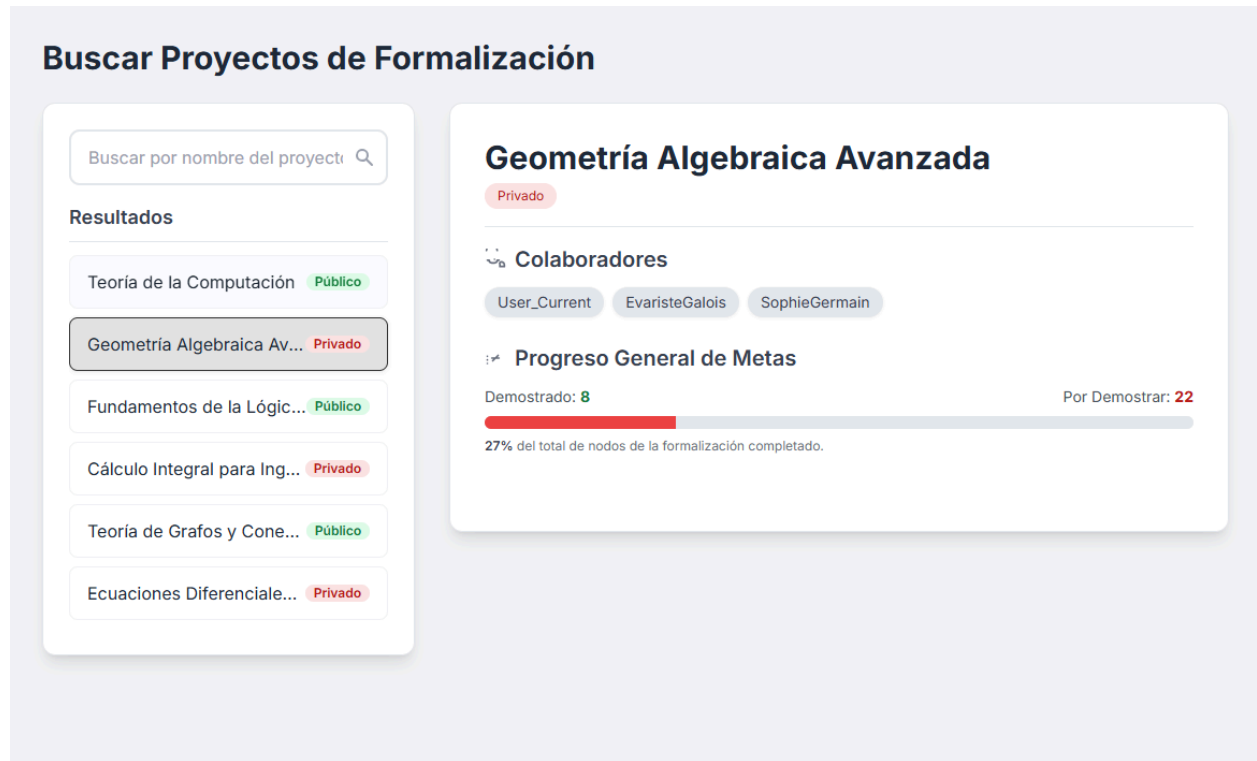 Buscar Proyectos de Formalización
Buscar por nombre del proyect
Resultados
Teoría de la Computación Público
Geometría Algebraica Av... Privado
Fundamentos de la Lógic... Público
Cálculo Integral para Ing... Privado
Teoría de Grafos y Cone... Público
Ecuaciones Diferenciale... Privado
Geometría Algebraica Avanzada
Privado
Colaboradores
User_Current EvaristeGalois SophieGermain
Progreso General de Metas
Demostrado: 8 Por Demostrar: 22
27% del total de nodos de la formalización completado.